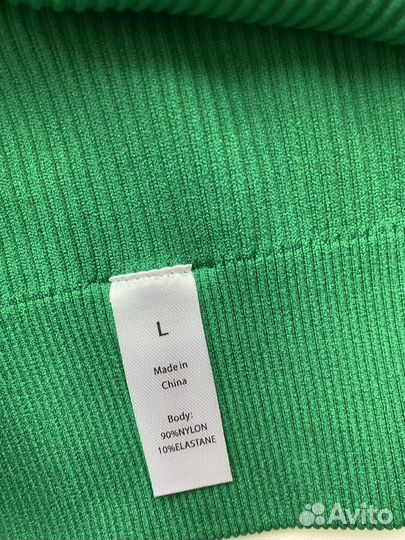 L
Made in
China
Body:
90%NYLON
10%ELASTANE
Avito